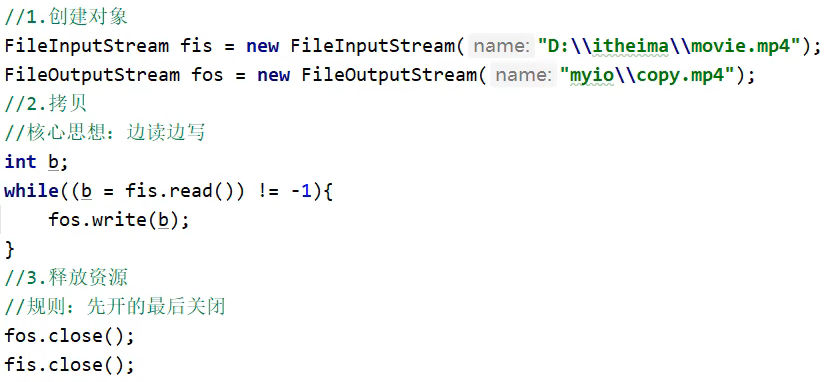 //1.创建对象
FileInputStream fis = new FileInputStream( name: "D:\\itheima\\movie.mp4");
FileOutputStream fos = new FileOutputStream( name: "myio\\copy.mp4");
//2.拷贝
//核心思想：边读边写
int b;
while((b = fis.read()) != -1){
    fos.write(b);
}
//3.释放资源
//规则：先开的最后关闭
fos.close();
fis.close();